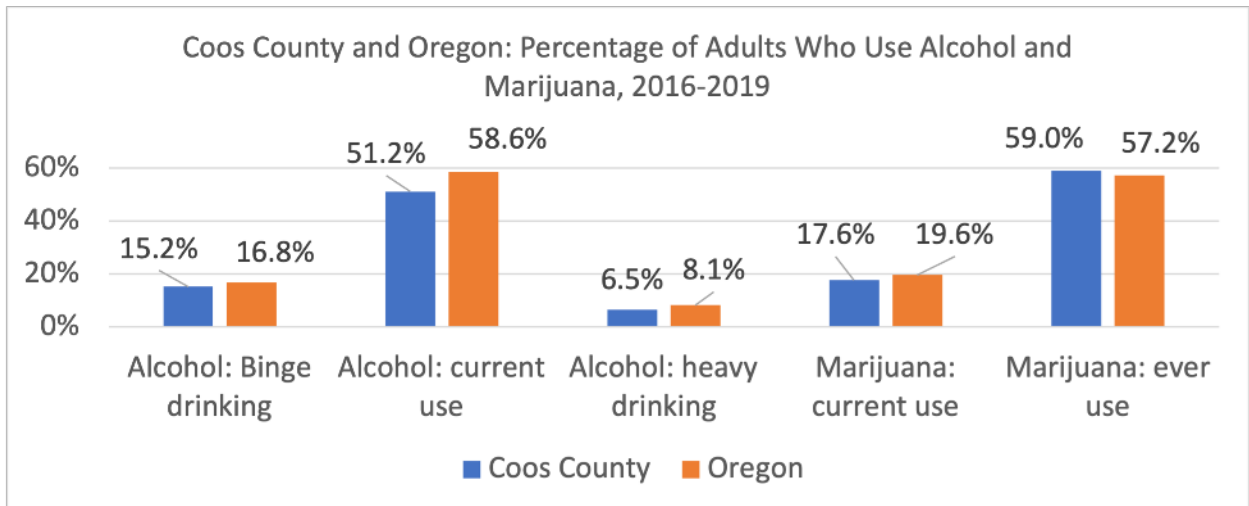 Coos County and Oregon: Percentage of Adults Who Use Alcohol and
Marijuana, 2016-2019
60%
40%
20%
0%
15.2%
16.8%
51.2%
58.6%
6.5%
8.1%
17.6%
19.6%
59.0%
57.2%
Alcohol: Binge
drinking
Alcohol: current
use
Alcohol: heavy
drinking
Marijuana:
current use
Marijuana: ever
use
Coos County
Oregon